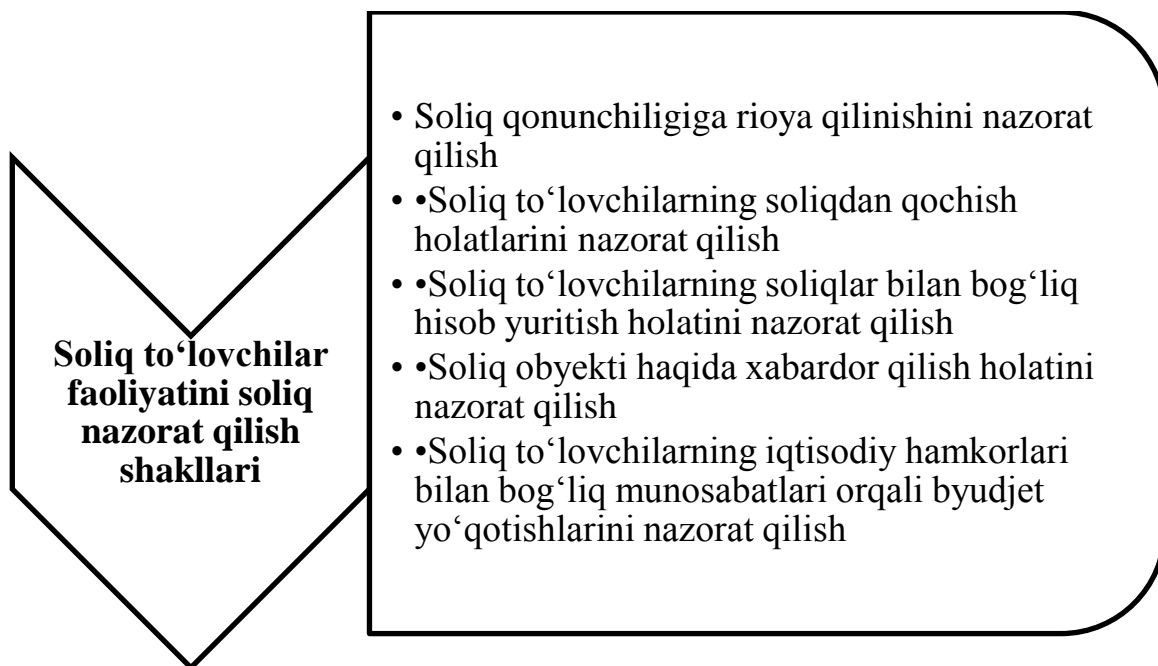 Soliq to‘lovchilar
faoliyatini soliq
nazorat qilish
shakllari
• Soliq qonunchiligiga rioya qilinishini nazorat
qilish
• •Soliq to‘lovchilarning soliqdan qochish
holatlarini nazorat qilish
• •Soliq to‘lovchilarning soliqlar bilan bog‘liq
hisob yuritish holatini nazorat qilish
• •Soliq obyekti haqida xabardor qilish holatini
nazorat qilish
• •Soliq to‘lovchilarning iqtisodiy hamkorlari
bilan bog‘liq munosabatlari orqali byudjet
yo‘qotishlarini nazorat qilish